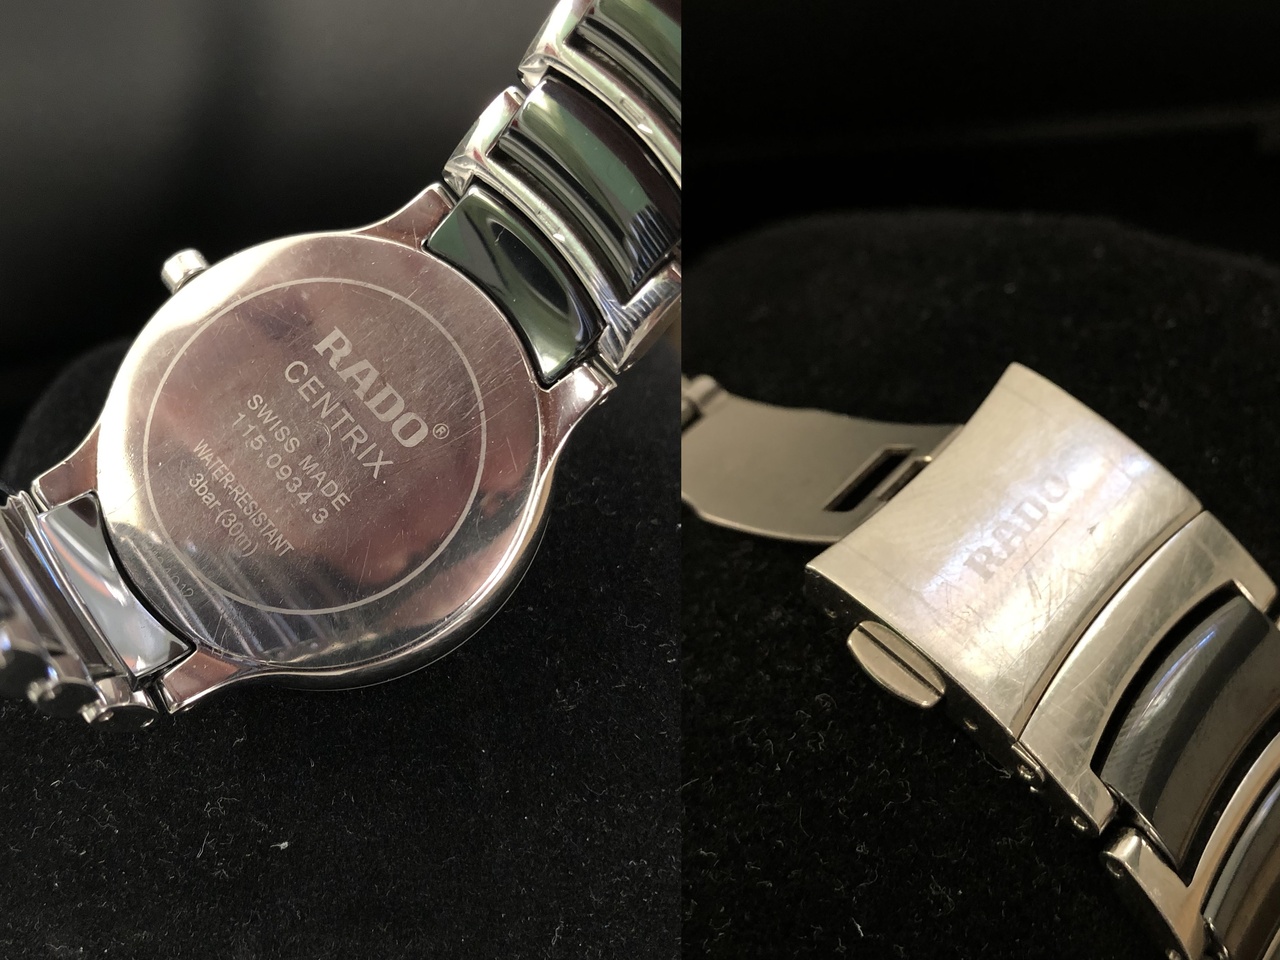 RADO®
CENTRIX
SWISS MADE
115.0934.3
WATER-RESISTANT
3bar (30m)
RADO